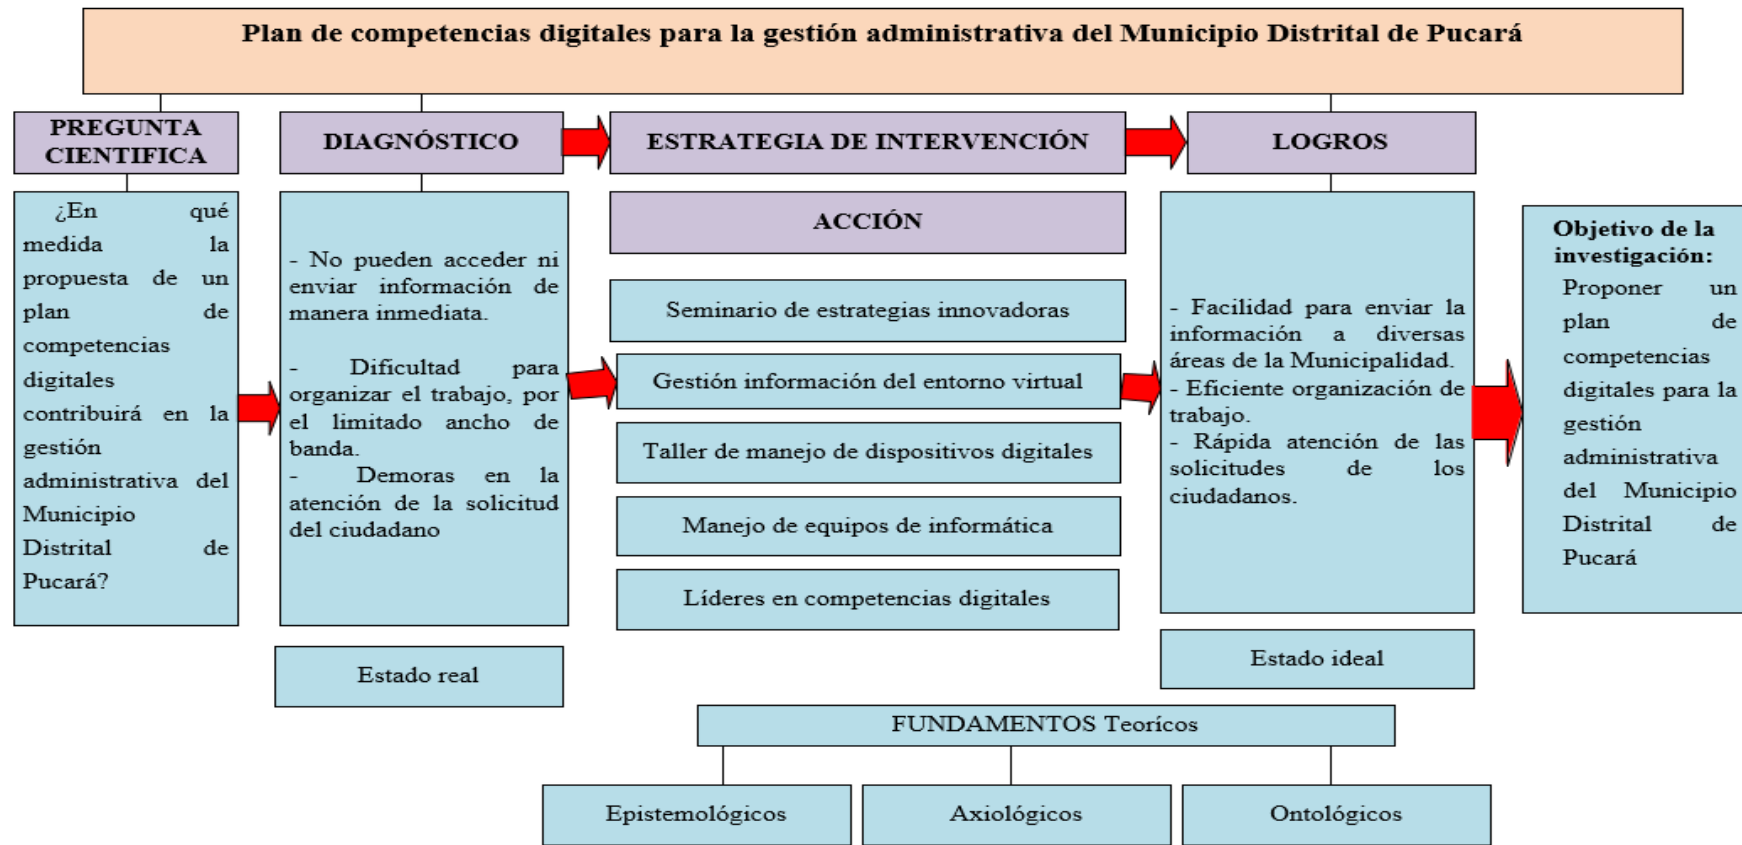 Plan de competencias digitales para la gestión administrativa del Municipio Distrital de Pucará
PREGUNTA
CIENTIFICA
¿En qué
medida la
propuesta de un
plan de
competencias
digitales
contribuirá en la
gestión
administrativa del
Municipio
Distrital de
Pucará?
DIAGNÓSTICO
- No pueden acceder ni
enviar información de
manera inmediata.
- Dificultad para
organizar el trabajo, por
el limitado ancho de
banda.
- Demoras en la
atención de la solicitud
del ciudadano
Estado real
ESTRATEGIA DE INTERVENCIÓN
ACCIÓN
Seminario de estrategias innovadoras
Gestión información del entorno virtual
Taller de manejo de dispositivos digitales
Manejo de equipos de informática
Líderes en competencias digitales
LOGROS
- Facilidad para enviar la
información a diversas
áreas de la Municipalidad.
- Eficiente organización de
trabajo.
- Rápida atención de las
solicitudes de los
ciudadanos.
Estado ideal
Objetivo de la
investigación:
Proponer un
plan de
competencias
digitales para la
gestión
administrativa
del Municipio
Distrital de
Pucará
FUNDAMENTOS Teorícos
Epistemológicos
Axiológicos
Ontológicos